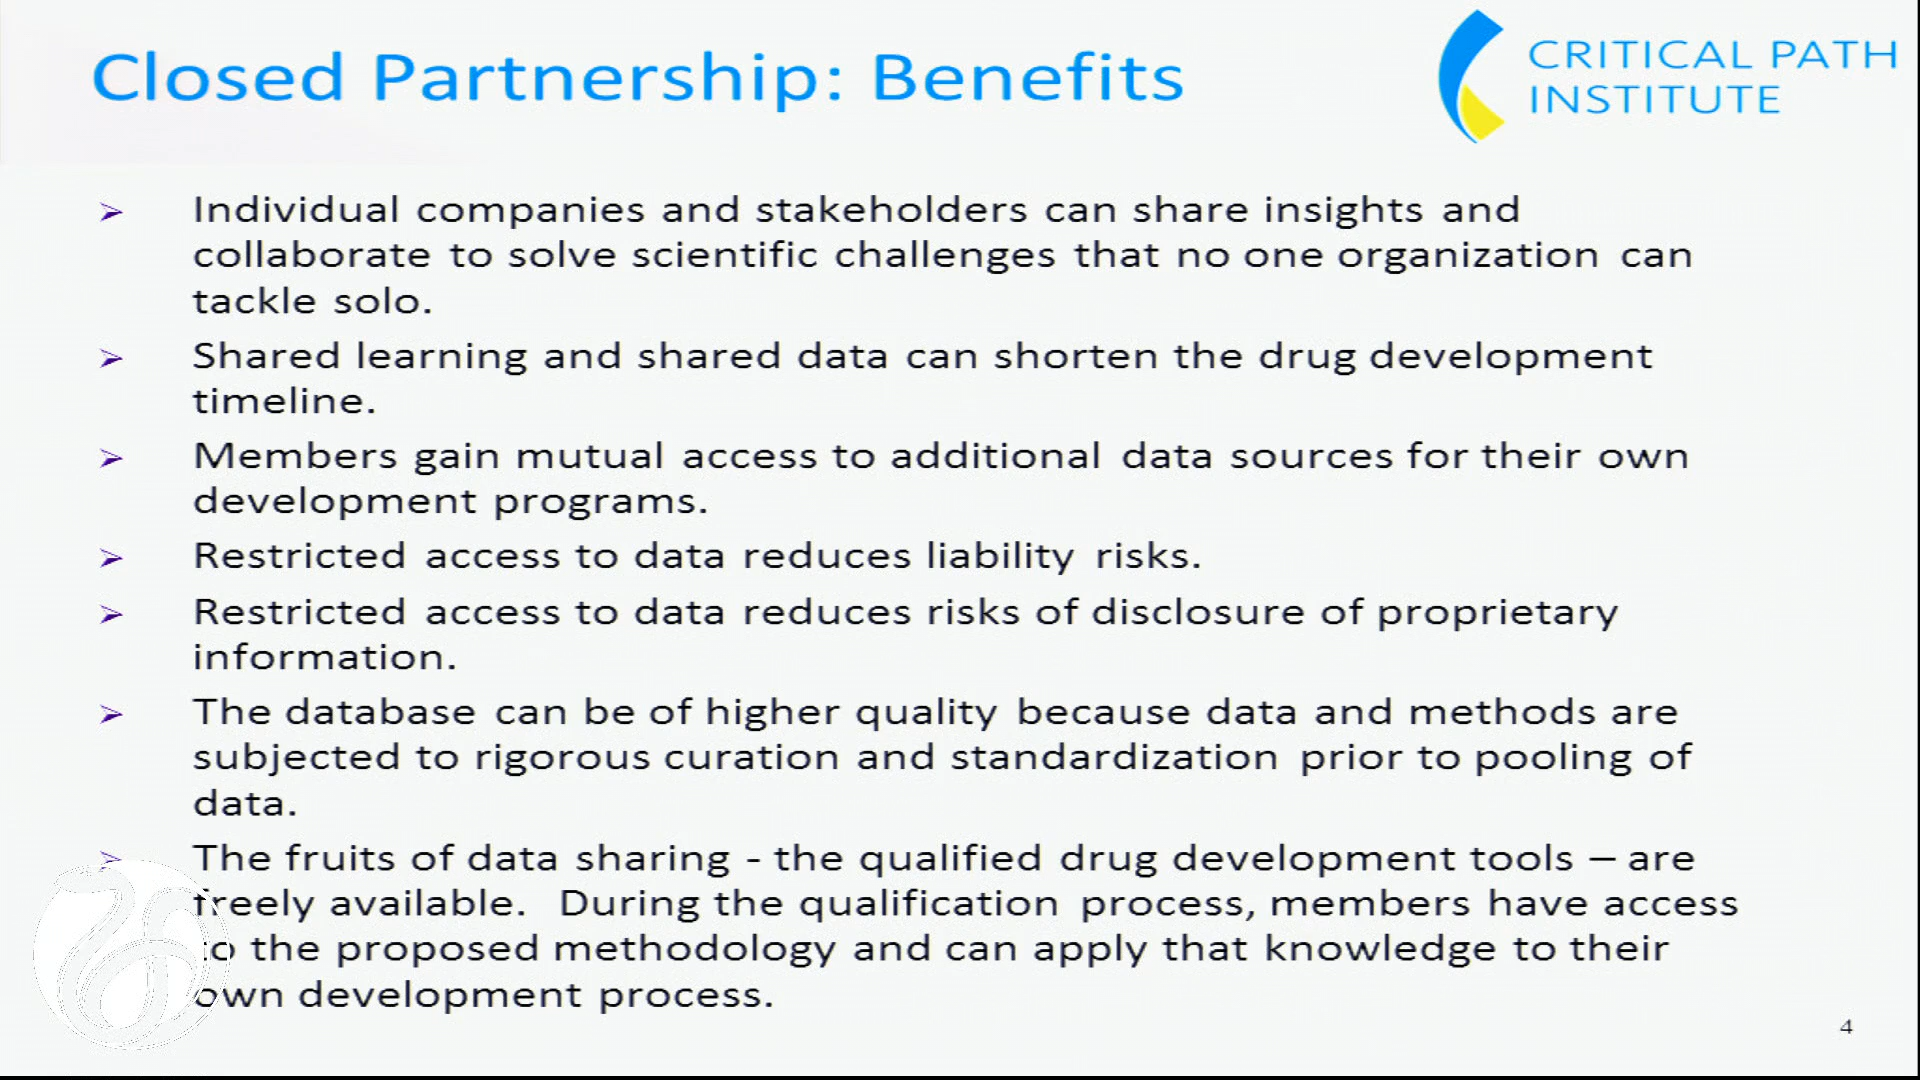 Closed Partnership: Benefits
CRITICAL PATH
INSTITUTE
Individual companies and stakeholders can share insights and
collaborate to solve scientific challenges that no one organization can
tackle solo.
Shared learning and shared data can shorten the drug development
timeline.
Members gain mutual access to additional data sources for their own
development programs.
Restricted access to data reduces liability risks.
Restricted access to data reduces risks of disclosure of proprietary
information.
The database can be of higher quality because data and methods are
subjected to rigorous curation and standardization prior to pooling of
data.
The fruits of data sharing - the qualified drug development tools – are
freely available. During the qualification process, members have access
to the proposed methodology and can apply that knowledge to their
own development process.
4